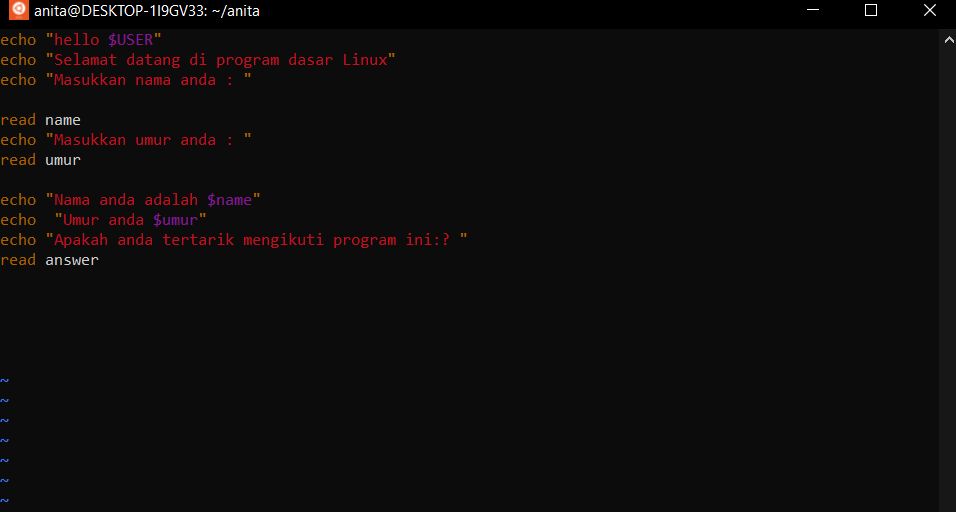 anita@DESKTOP-1I9GV33: ~/anita
echo "hello $USER"
echo "Selamat datang di program dasar Linux"
echo "Masukkan nama anda : "
read name
echo "Masukkan umur anda : "
read umur
echo "Nama anda adalah $name"
echo  "Umur anda $umur"
echo "Apakah anda tertarik mengikuti program ini:? "
read answer
~
~
~
~
~
~
~